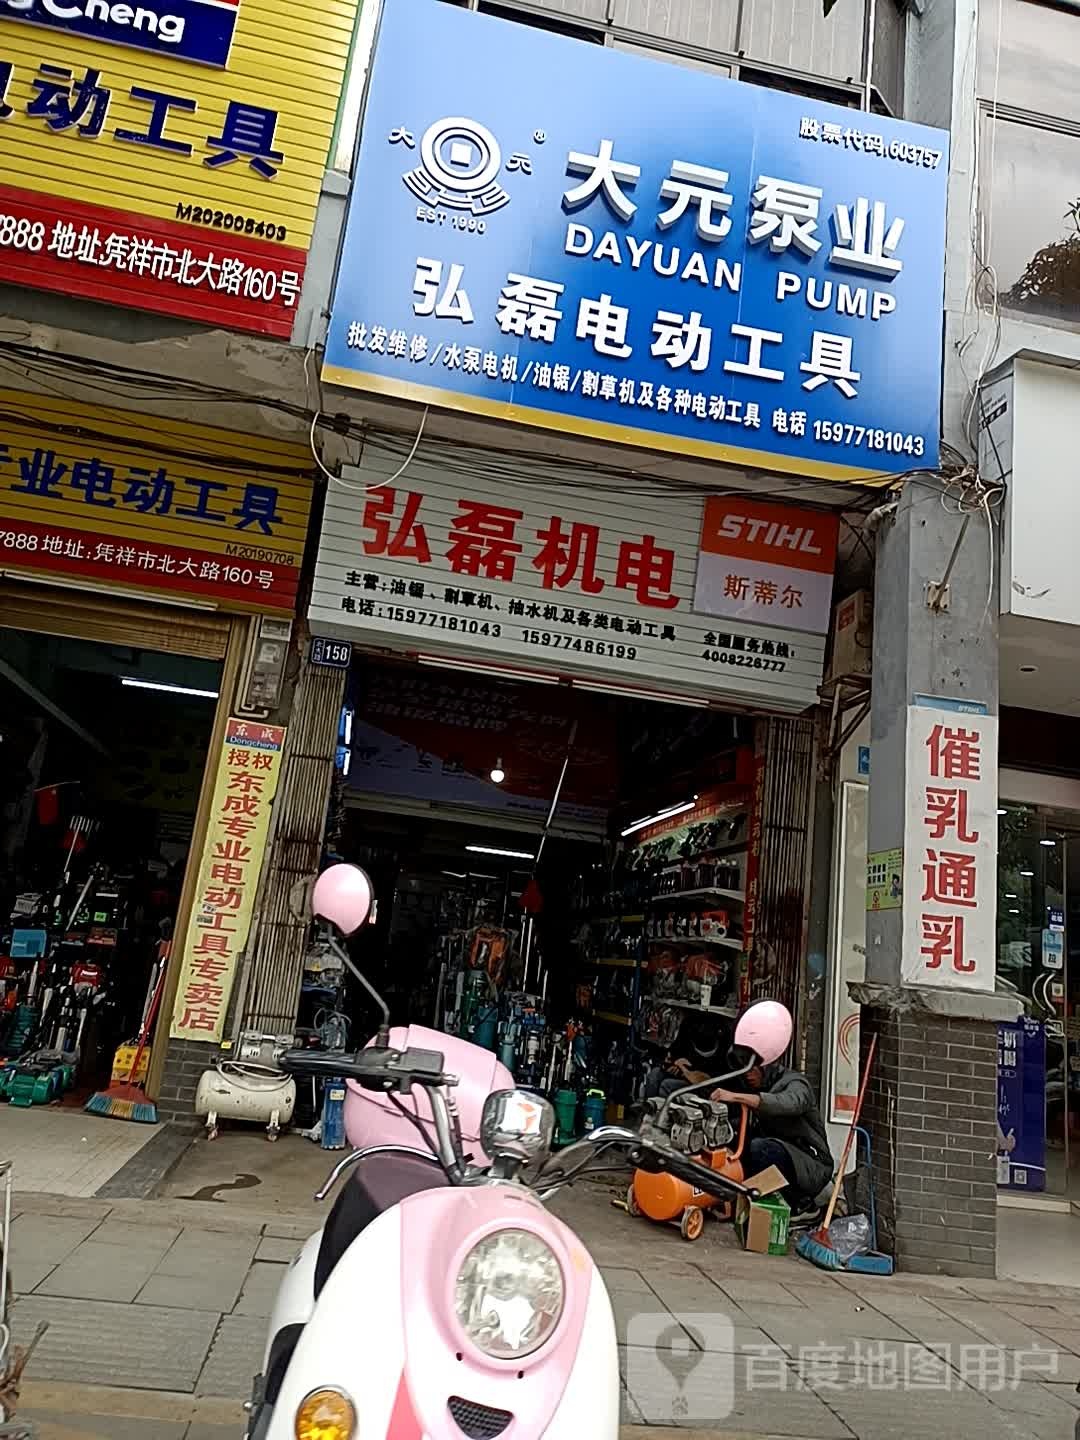 Cheng
电动工具
M202005403
7888 地址:凭祥市北大路160号
业电动工具
M20190708
7888 地址:凭祥市北大路160号
大元®
EST 1990
股票代码:603757
大元泵业
DAYUAN PUMP
弘磊电动工具
批发维修/水泵电机/油锯/割草机及各种电动工具 电话 15977181043
弘磊机电
STIHL
斯蒂尔
主营:油锯、割草机、抽水机及各类电动工具
电话:15977181043 15977486199
全国服务热线:
4008226777
158
东成
Dongcheng
授权
东成专业电动工具专卖店
STIHL
催乳通乳
百度地图用户